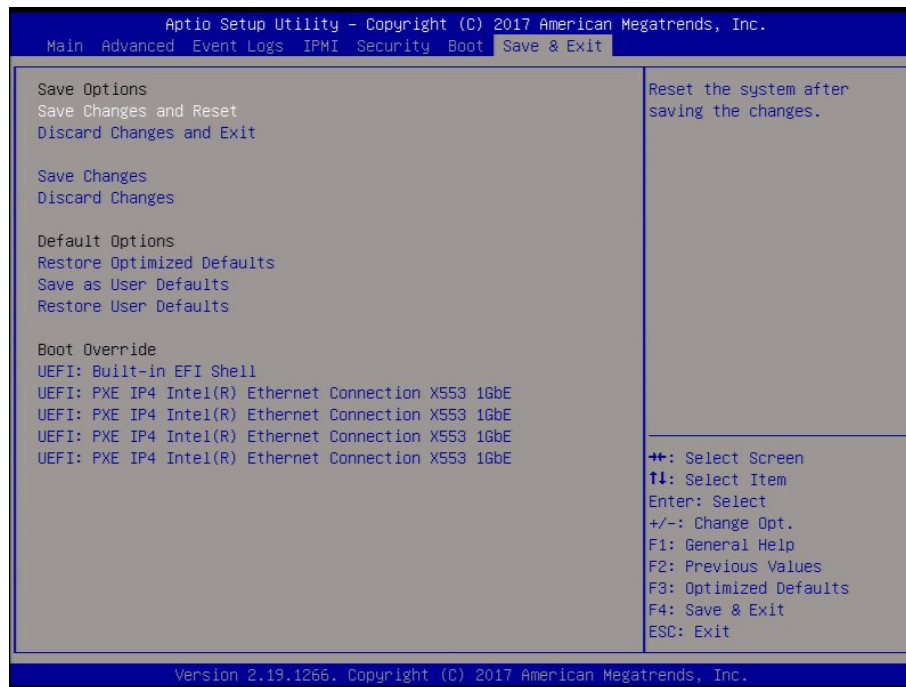 Aptio Setup Utility – Copyright (C) 2017 American Megatrends, Inc.
Main Advanced Event Logs IPMI Security Boot Save & Exit
Save Options
Save Changes and Reset
Discard Changes and Exit
Save Changes
Discard Changes
Default Options
Restore Optimized Defaults
Save as User Defaults
Restore User Defaults
Boot Override
UEFI: Built-in EFI Shell
UEFI: PXE IP4 Intel(R) Ethernet Connection X553 1GbE
UEFI: PXE IP4 Intel(R) Ethernet Connection X553 1GbE
UEFI: PXE IP4 Intel(R) Ethernet Connection X553 1GbE
UEFI: PXE IP4 Intel(R) Ethernet Connection X553 1GbE
Reset the system after
saving the changes.
→←: Select Screen
↑↓: Select Item
Enter: Select
+/-: Change Opt.
F1: General Help
F2: Previous Values
F3: Optimized Defaults
F4: Save & Exit
ESC: Exit
Version 2.19.1266. Copyright (C) 2017 American Megatrends, Inc.